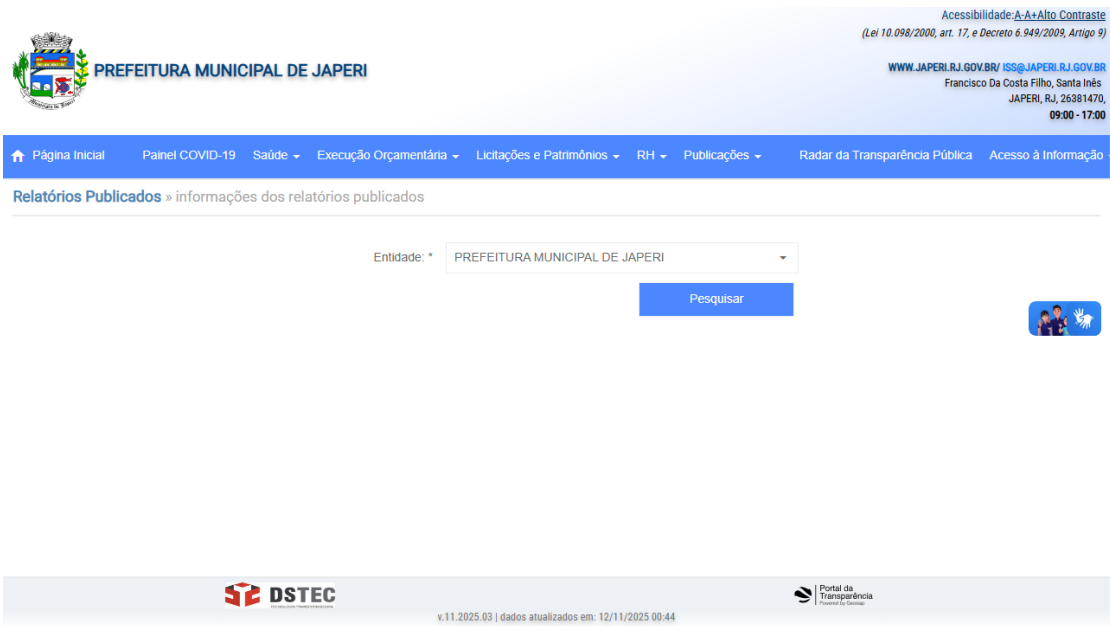 Acessibilidade:A-A+Alto Contraste
(Lei 10.098/2000, art. 17, e Decreto 6.949/2009, Artigo 9)
PREFEITURA MUNICIPAL DE JAPERI
WWW.JAPERI.RJ.GOV.BR/ ISS@JAPERI.RJ.GOV.BR
Francisco Da Costa Filho, Santa Inês
JAPERI, RJ, 26381470,
09:00 - 17:00
Página Inicial Painel COVID-19 Saúde Execução Orçamentária Licitações e Patrimônios RH Publicações Radar da Transparência Pública Acesso à Informação
Relatórios Publicados » informações dos relatórios publicados
Entidade: * PREFEITURA MUNICIPAL DE JAPERI
Pesquisar
DSTEC
Portal da
Transparência
v.11.2025.03 | dados atualizados em: 12/11/2025 00:44